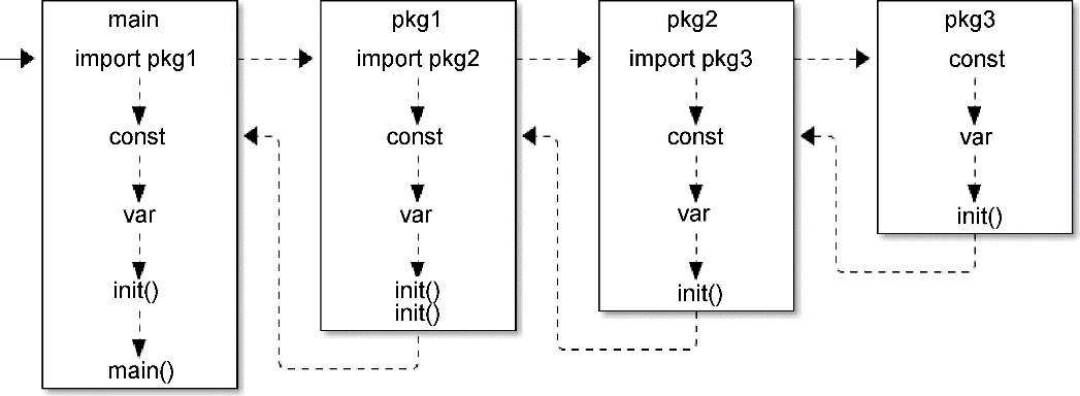 main
import pkg1
const
var
init()
main()
pkg1
import pkg2
const
var
init()
init()
pkg2
import pkg3
const
var
init()
pkg3
const
var
init()